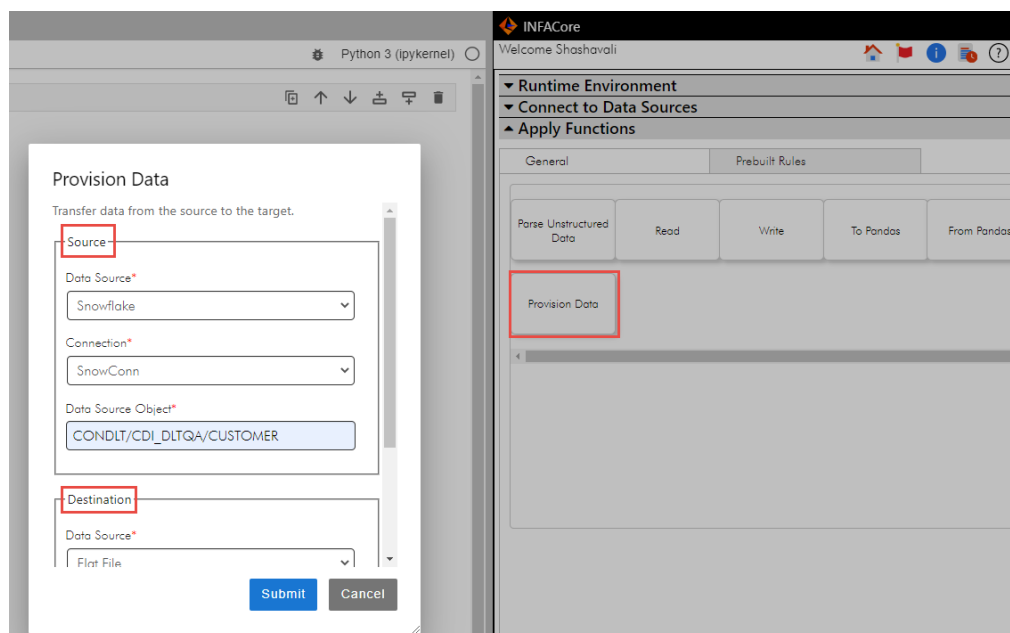 INFACore
Python 3 (ipykernel)
Welcome Shashavali
Runtime Environment
Connect to Data Sources
Apply Functions
General
Prebuilt Rules
Parse Unstructured
Data
Read
Write
To Pandas
From Pandas
Provision Data
Provision Data
Transfer data from the source to the target.
Source
Data Source*
Snowflake
Connection*
SnowConn
Data Source Object*
CONDLT/CDI_DLTQA/CUSTOMER
Destination
Data Source*
Flat File
Submit
Cancel